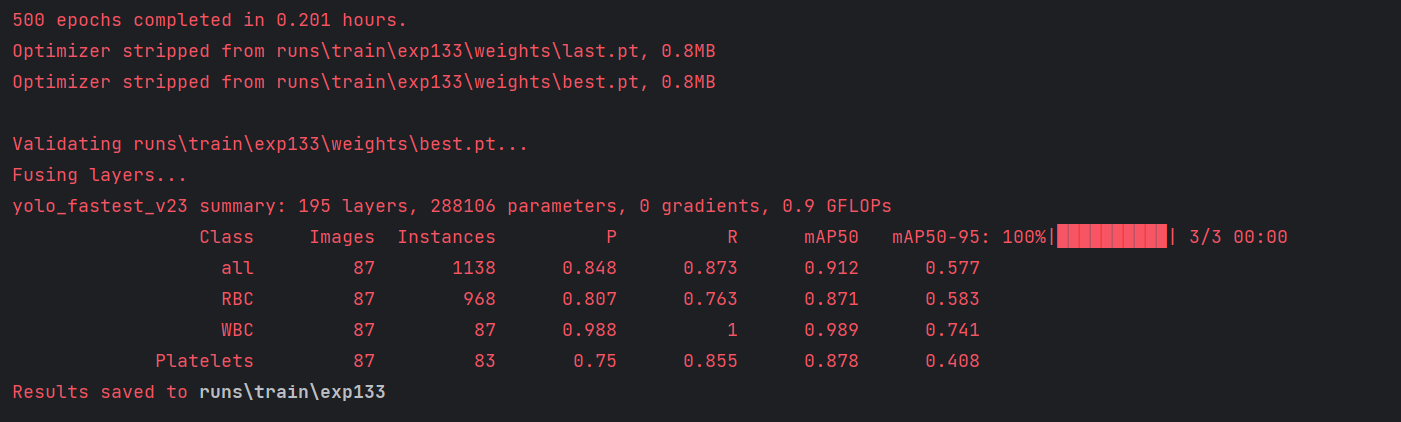 500 epochs completed in 0.201 hours.
Optimizer stripped from runs\train\exp133\weights\last.pt, 0.8MB
Optimizer stripped from runs\train\exp133\weights\best.pt, 0.8MB
Validating runs\train\exp133\weights\best.pt...
Fusing layers...
yolo_fastest_v23 summary: 195 layers, 288106 parameters, 0 gradients, 0.9 GFLOPs
Class Images Instances P R mAP50 mAP50-95: 100%|██████████| 3/3 00:00
all 87 1138 0.848 0.873 0.912 0.577
RBC 87 968 0.807 0.763 0.871 0.583
WBC 87 87 0.988 1 0.989 0.741
Platelets 87 83 0.75 0.855 0.878 0.408
Results saved to runs\train\exp133